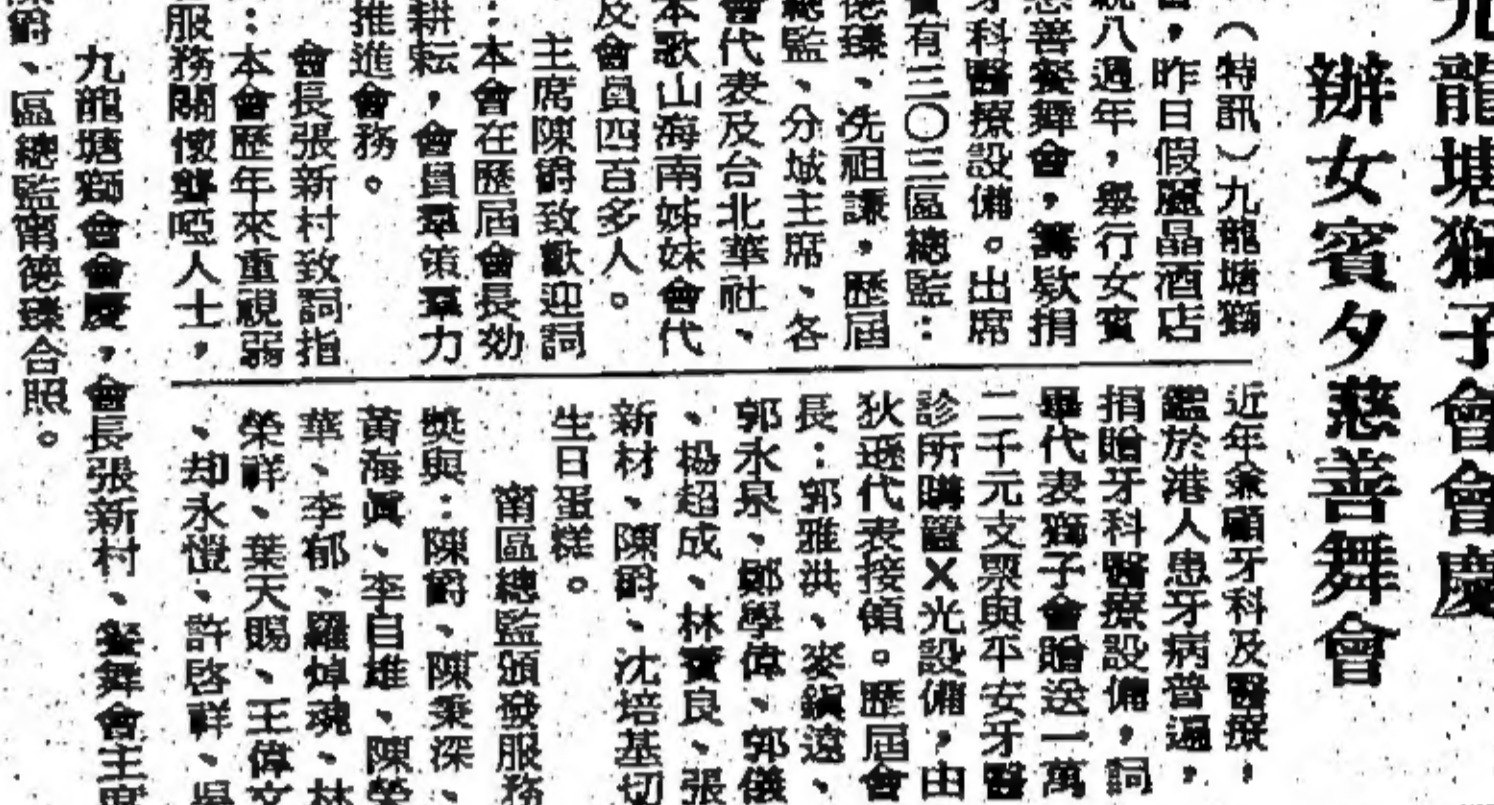 九龍塘獅子會會慶
辦女賓夕慈善舞會
（特訊）九龍塘獅
，昨日假麗晶酒店
八週年，舉行女賓
慈善餐舞會，籌欵捐
牙科醫療設備。出席
有三〇三區總監：
德臻、冼祖謙，歷屆
總監、分域主席、各
會代表及台北華社、
本歌山海南姊妹會代
及會員四百多人。
主席陳爵致歡迎詞
：本會在歷屆會長効
耕耘，會員羣策羣力
推進會務。
會長張新村致詞指
：本會歷年來重視弱
服務關懷聾啞人士，
近年兼顧牙科及醫療，
鑑於港人患牙病普遍，
捐贈牙科醫療設備，詞
畢代表獅子會贈送一萬
二千元支票與平安牙醫
診所購置X光設備，由
狄遜代表接領。歷屆會
長：郭雅洪、麥鎮遠、
郭永泉、鄭學偉、郭儀
、楊超成、林寶良、張
新材、陳爵、沈培基切
生日蛋糕。
南區總監頒發服務
獎與：陳爵、陳秉深、
黃海眞、李自雄、陳榮
華、李郁、羅焯魂、林
榮祥、葉天賜、王偉文
、却永愷、許啓祥、吳
九龍塘獅會會慶，會長張新村、餐舞會主席
陳爵、區總監甯德臻合照。